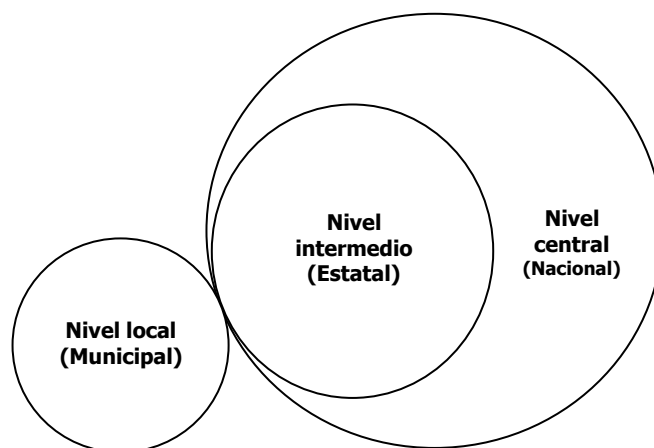 Nivel
intermedio
(Estatal)
Nivel
central
(Nacional)
Nivel local
(Municipal)